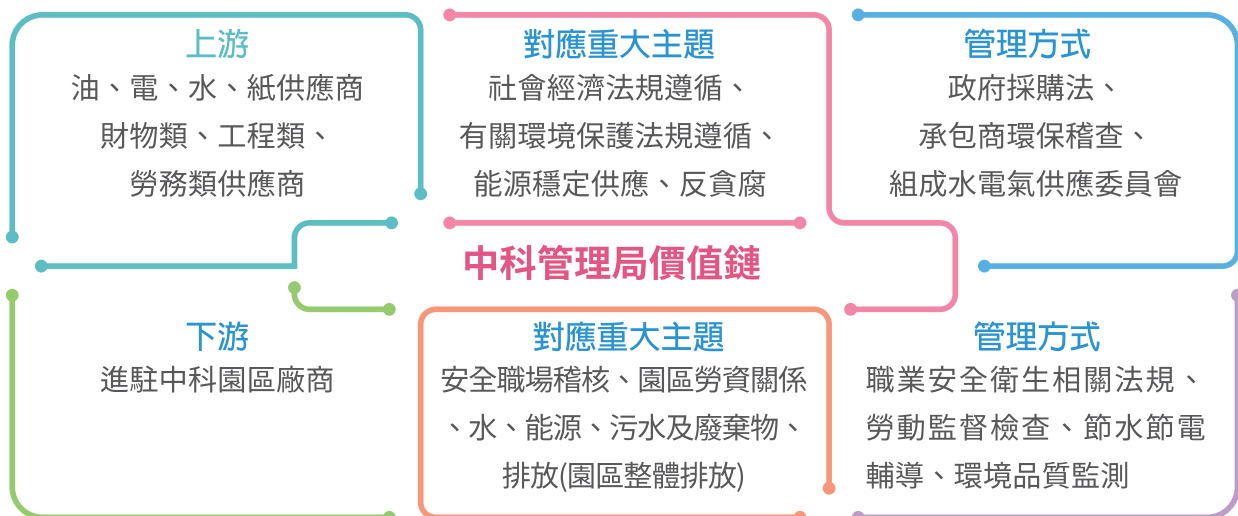 上游
油、電、水、紙供應商
財物類、工程類、
勞務類供應商
對應重大主題
社會經濟法規遵循、
有關環境保護法規遵循、
能源穩定供應、反貪腐
管理方式
政府採購法、
承包商環保稽查、
組成水電氣供應委員會
中科管理局價值鏈
下游
進駐中科園區廠商
對應重大主題
安全職場稽核、園區勞資關係
、水、能源、污水及廢棄物、
排放(園區整體排放)
管理方式
職業安全衛生相關法規、
勞動監督檢查、節水節電
輔導、環境品質監測